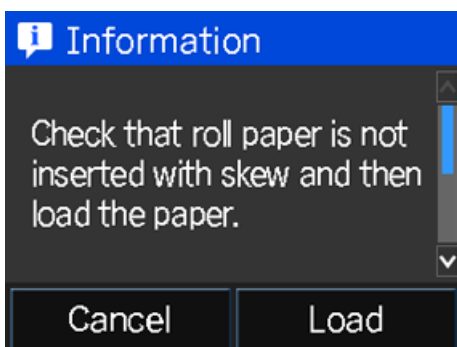 Information
Check that roll paper is not
inserted with skew and then
load the paper.
Cancel Load